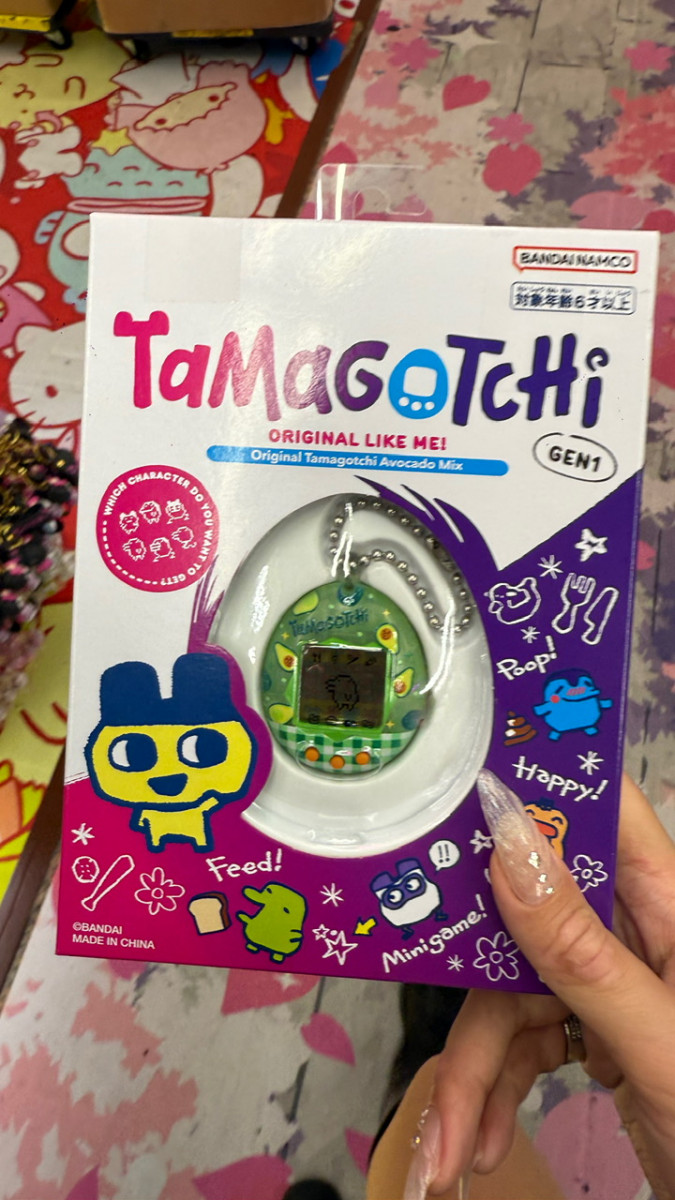 BANDAI NAMCO
対象年齢6才以上
TaMaGoTCHi
ORIGINAL LIKE ME!
Original Tamagotchi Avocado Mix
GEN1
WHICH CHARACTER DO YOU WANT TO GET?
TaMaGoTCHi
Poop!
Happy!
Feed!
!!
Minigame!
©BANDAI
MADE IN CHINA